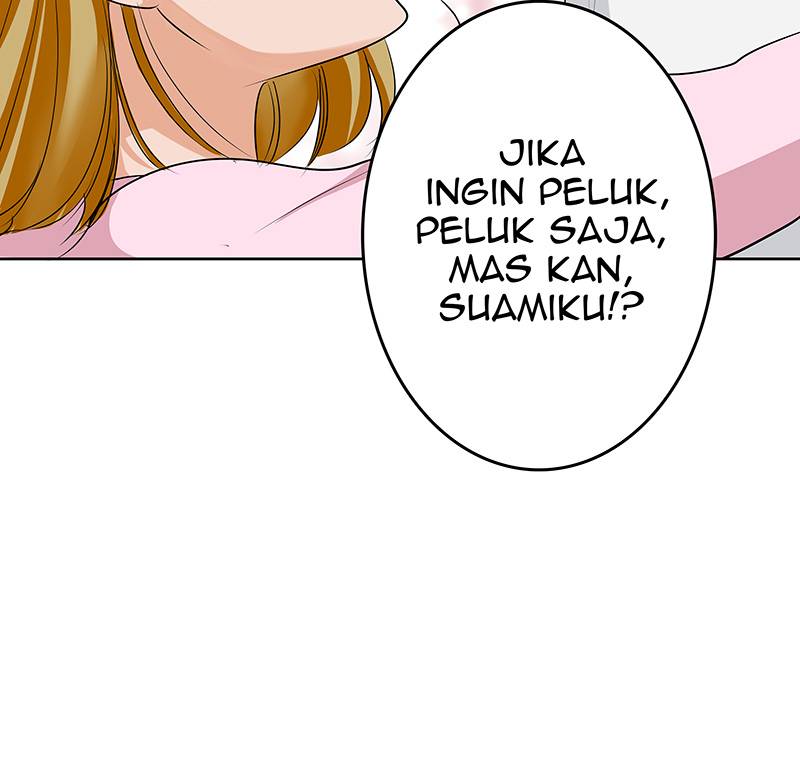 JIKA
INGIN PELUK,
PELUK SAJA,
MAS KAN,
SUAMIKU!?